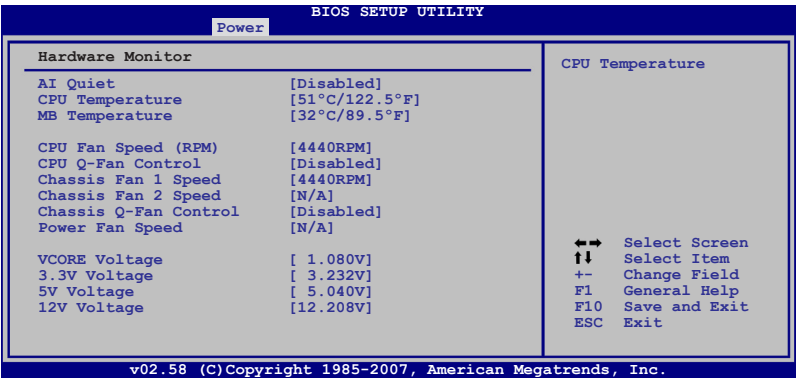 BIOS SETUP UTILITY
Power
Hardware Monitor
AI Quiet [Disabled]
CPU Temperature [51°C/122.5°F]
MB Temperature [32°C/89.5°F]
CPU Fan Speed (RPM) [4440RPM]
CPU Q-Fan Control [Disabled]
Chassis Fan 1 Speed [4440RPM]
Chassis Fan 2 Speed [N/A]
Chassis Q-Fan Control [Disabled]
Power Fan Speed [N/A]
VCORE Voltage [ 1.080V]
3.3V Voltage [ 3.232V]
5V Voltage [ 5.040V]
12V Voltage [12.208V]
CPU Temperature
←→ Select Screen
↑↓ Select Item
+- Change Field
F1 General Help
F10 Save and Exit
ESC Exit
v02.58 (C)Copyright 1985-2007, American Megatrends, Inc.